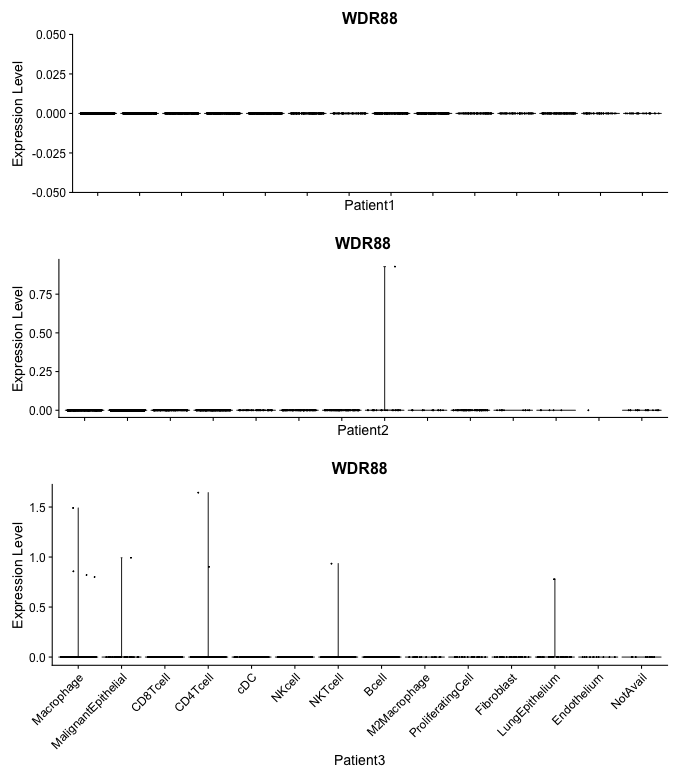 WDR88
Expression Level
0.050
0.025
0.000
-0.025
-0.050
Patient1
WDR88
Expression Level
0.75
0.50
0.25
0.00
Patient2
WDR88
Expression Level
1.5
1.0
0.5
0.0
Macrophage
MalignantEpithelial
CD8Tcell
CD4Tcell
cDC
NKcell
NKTcell
Bcell
M2Macrophage
ProliferatingCell
Fibroblast
LungEpithelium
Endothelium
NotAvail
Patient3